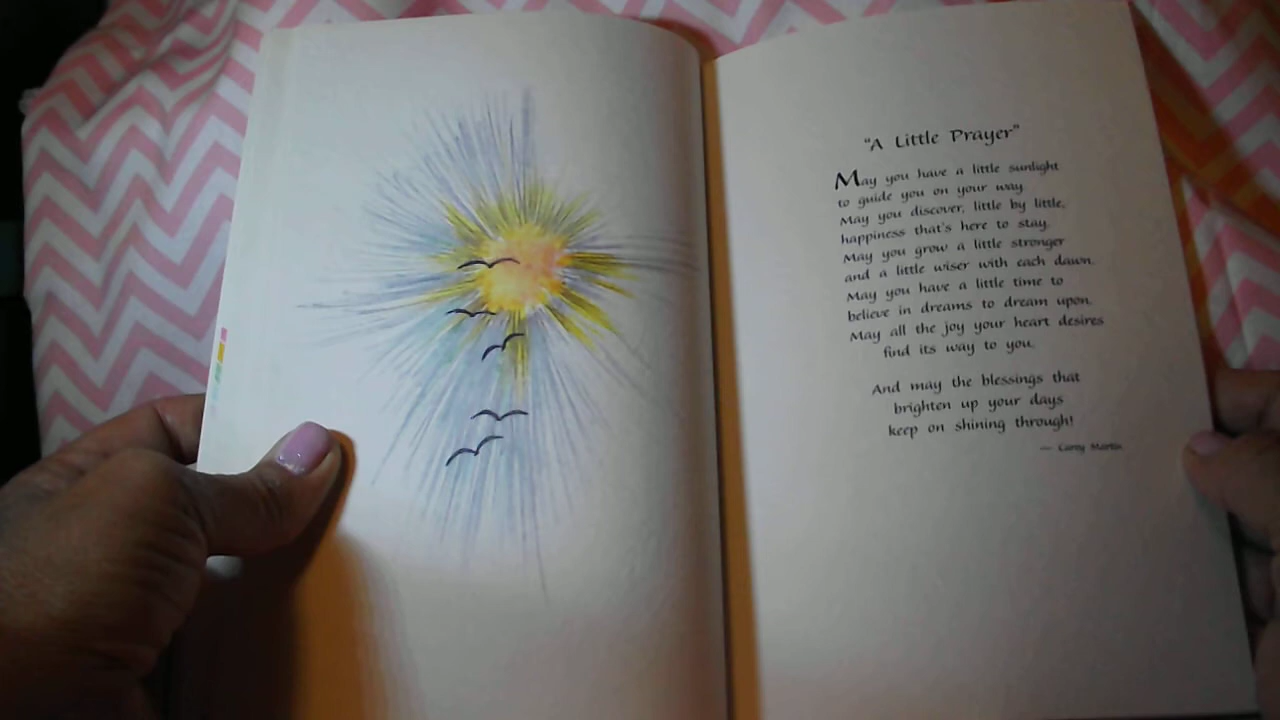 "A Little Prayer"
May you have a little sunlight
to guide you on your way.
May you discover, little by little,
happiness that's here to stay.
May you grow a little stronger
and a little wiser with each dawn.
May you have a little time to
believe in dreams to dream upon.
May all the joy your heart desires
find its way to you.
And may the blessings that
brighten up your days
keep on shining through!
— Carey Martin